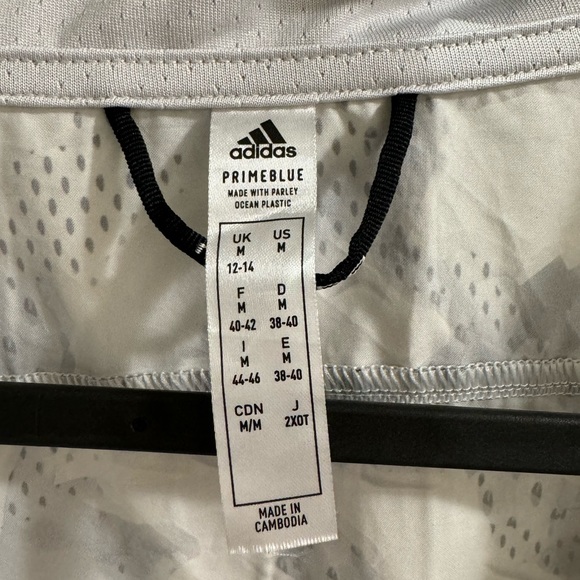 adidas
PRIMEBLUE
MADE WITH PARLEY
OCEAN PLASTIC
UK US
M M
12-14
F D
M M
40-42 38-40
I E
M M
44-46 38-40
CDN J
M/M 2XOT
MADE IN
CAMBODIA